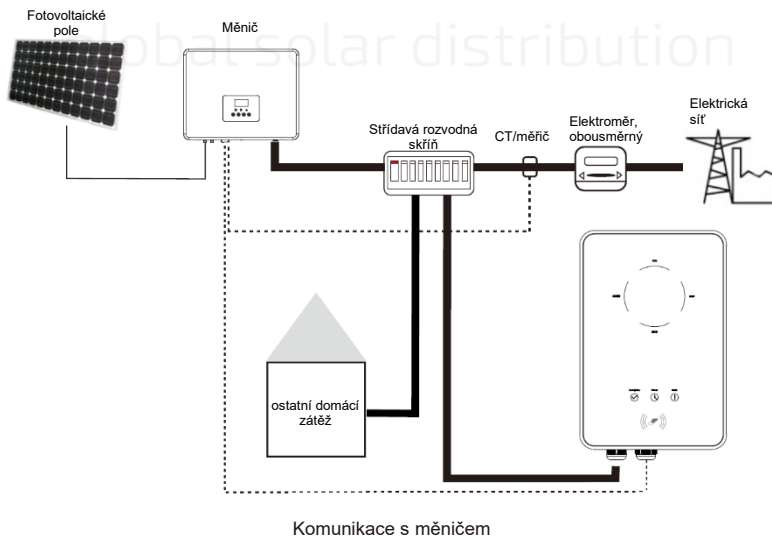 global solar distribution
Fotovoltaické
pole
Měnič
Střídavá rozvodná
skříň
CT/měřič
Elektroměr,
obousměrný
Elektrická
síť
ostatní domácí
zátěž
Komunikace s měničem